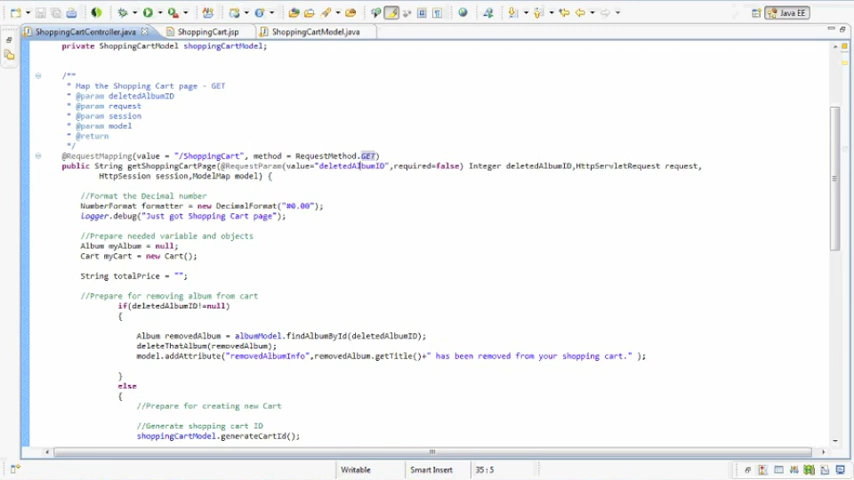 Java EE
ShoppingCartController.java ShoppingCart.jsp ShoppingCartModel.java
private ShoppingCartModel shoppingCartModel;
/**
* Map the Shopping Cart page - GET
* @param deletedAlbumID
* @param request
* @param session
* @param model
* @return
*/
@RequestMapping(value = "/ShoppingCart", method = RequestMethod.GET)
public String getShoppingCartPage(@RequestParam(value="deletedAlbumID",required=false) Integer deletedAlbumID,HttpServletRequest request,
HttpSession session,ModelMap model) {
//Format the Decimal number
NumberFormat formatter = new DecimalFormat("#0.00");
Logger.debug("Just got Shopping Cart page");
//Prepare needed variable and objects
Album myAlbum = null;
Cart myCart = new Cart();
String totalPrice = "";
//Prepare for removing album from cart
if(deletedAlbumID!=null)
{
Album removedAlbum = albumModel.findAlbumById(deletedAlbumID);
deleteThatAlbum(removedAlbum);
model.addAttribute("removedAlbumInfo",removedAlbum.getTitle()+" has been removed from your shopping cart." );
}
else
{
//Prepare for creating new Cart
//Generate shopping cart ID
shoppingCartModel.generateCartId();
Writable Smart Insert 35 : 5